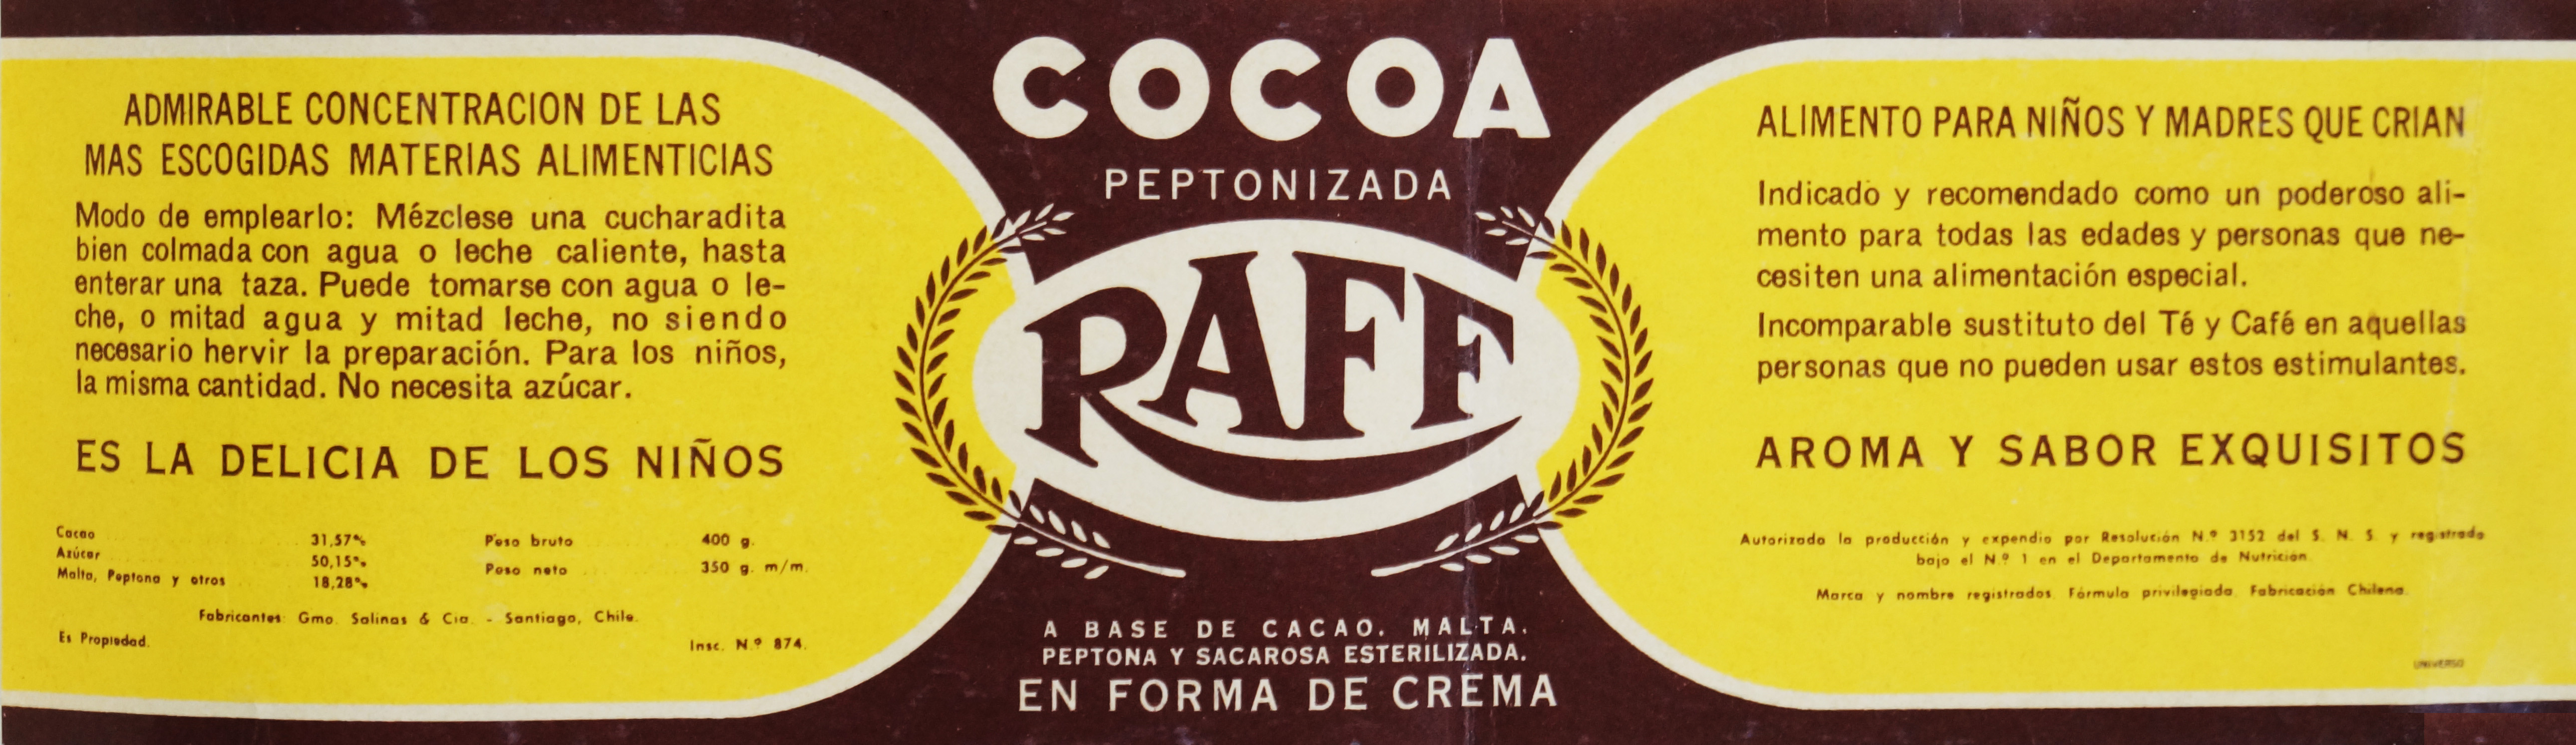 ADMIRABLE CONCENTRACION DE LAS
MAS ESCOGIDAS MATERIAS ALIMENTICIAS
Modo de emplearlo: Mézclese una cucharadita
bien colmada con agua o leche caliente, hasta
enterar una taza. Puede tomarse con agua o le-
che, o mitad agua y mitad leche, no siendo
necesario hervir la preparación. Para los niños,
la misma cantidad. No necesita azúcar.
ES LA DELICIA DE LOS NIÑOS
Cacao 31,57%
Azúcar 50,15%
Malta, Peptona y otros 18,28%
Peso bruto 400 g.
Peso neto 350 g. m/m.
Fabricantes: Gmo. Salinas & Cia. - Santiago, Chile.
Es Propiedad. Insc. N.º 874.
COCOA
PEPTONIZADA
RAFF
A BASE DE CACAO, MALTA,
PEPTONA Y SACAROSA ESTERILIZADA.
EN FORMA DE CREMA
ALIMENTO PARA NIÑOS Y MADRES QUE CRIAN
Indicado y recomendado como un poderoso ali-
mento para todas las edades y personas que ne-
cesiten una alimentación especial.
Incomparable sustituto del Té y Café en aquellas
personas que no pueden usar estos estimulantes.
AROMA Y SABOR EXQUISITOS
Autorizado la producción y expendio por Resolución N.º 3152 del S. N. S. y registrado
bajo el N.º 1 en el Departamento de Nutrición.
Marca y nombre registrados. Fórmula privilegiada. Fabricación Chilena.
UNIVERSO